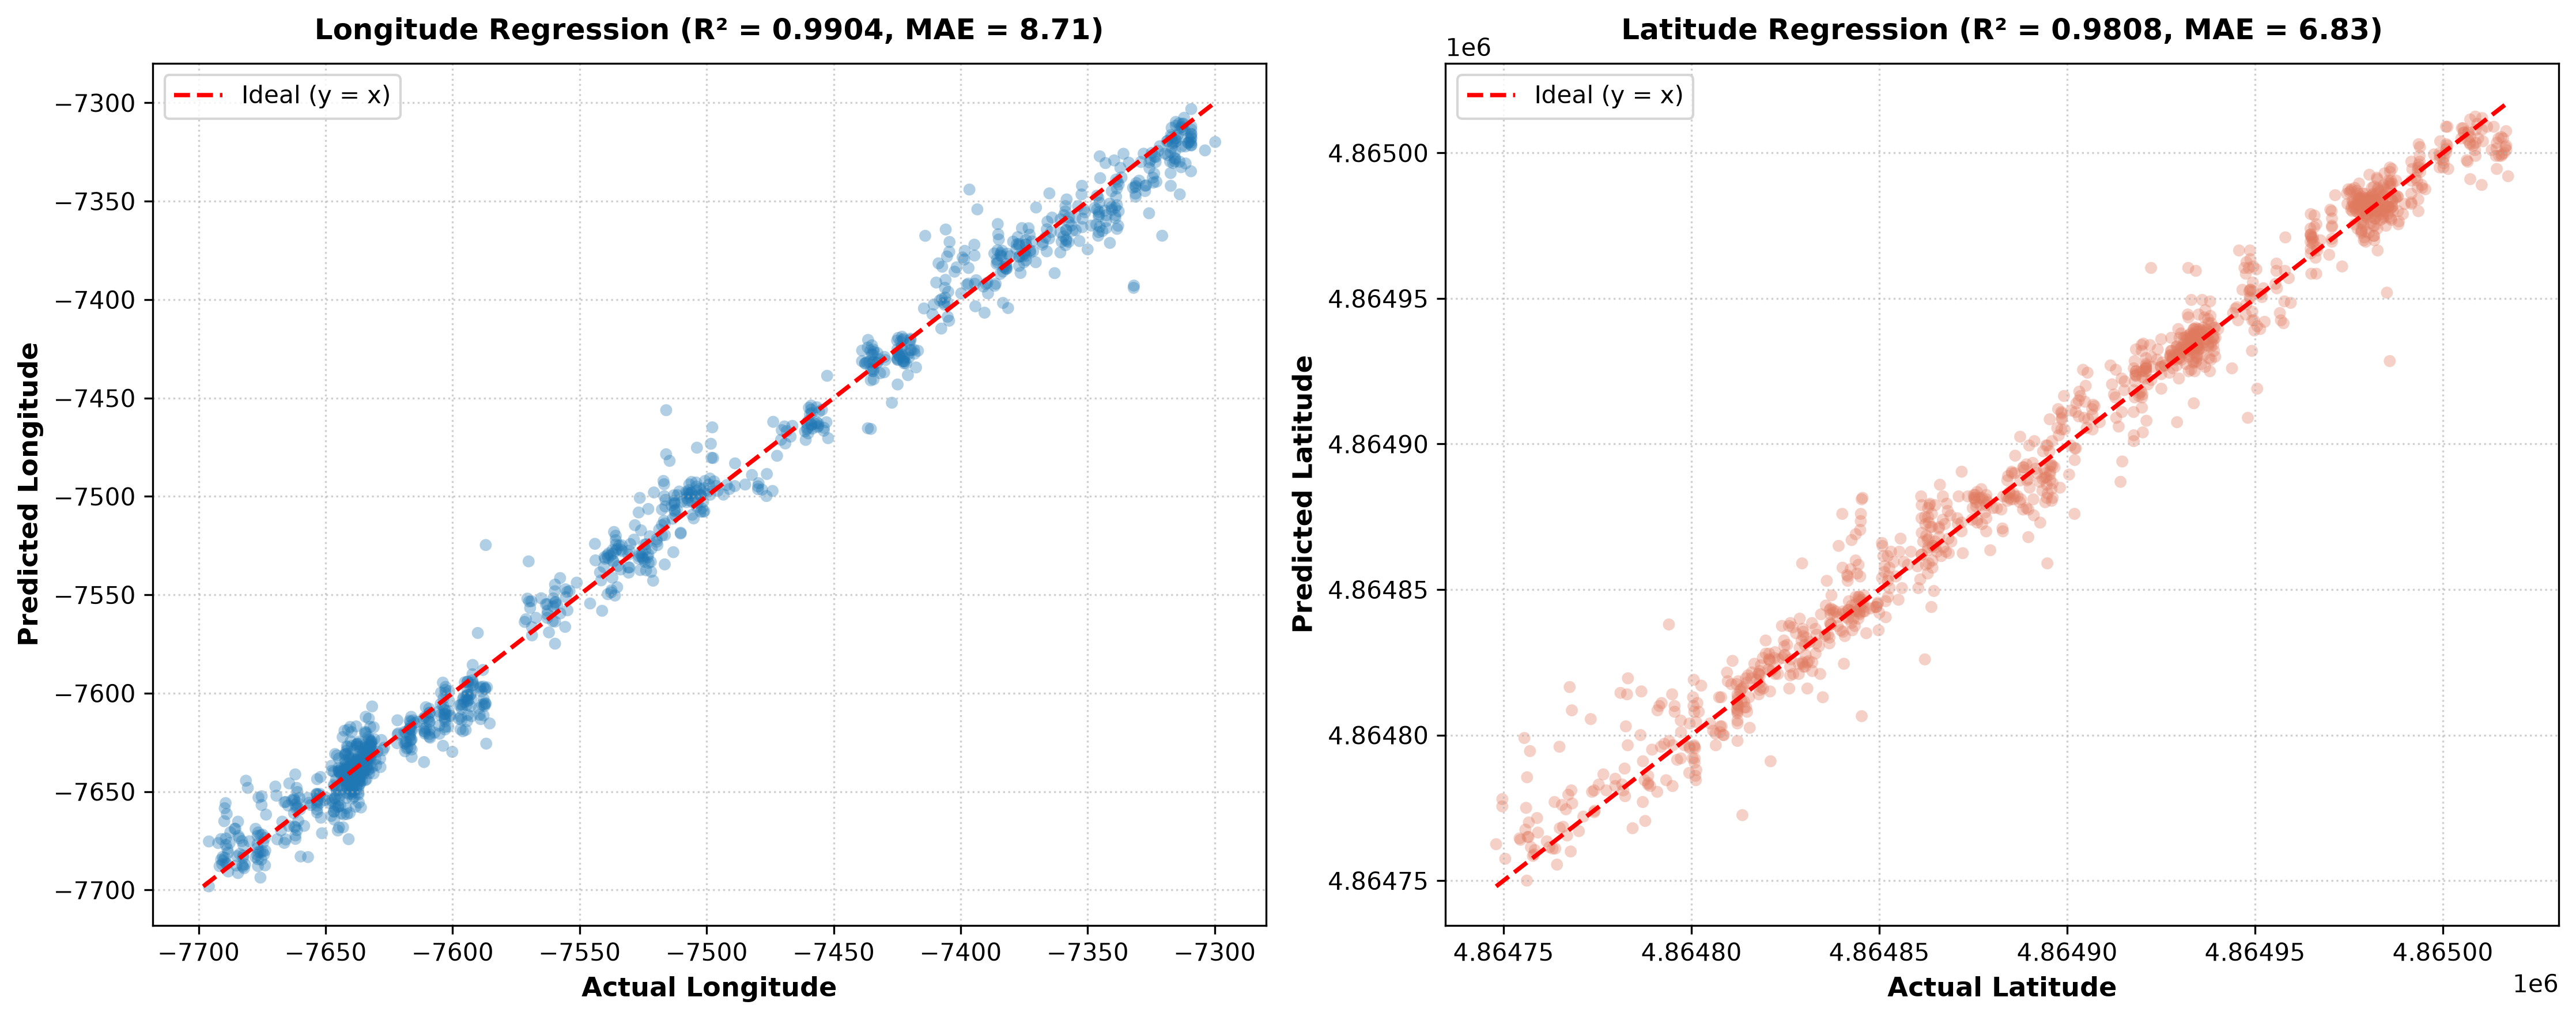 Longitude Regression (R² = 0.9904, MAE = 8.71)
Ideal (y = x)
Predicted Longitude
−7300
−7350
−7400
−7450
−7500
−7550
−7600
−7650
−7700
−7700 −7650 −7600 −7550 −7500 −7450 −7400 −7350 −7300
Actual Longitude
Latitude Regression (R² = 0.9808, MAE = 6.83)
1e6
Ideal (y = x)
Predicted Latitude
4.86500
4.86495
4.86490
4.86485
4.86480
4.86475
4.86475 4.86480 4.86485 4.86490 4.86495 4.86500
1e6
Actual Latitude